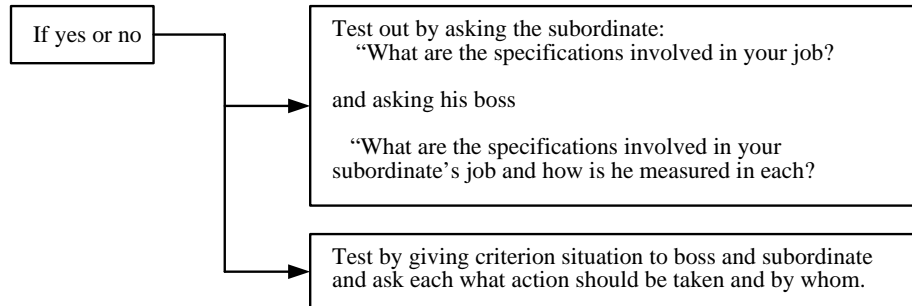 If yes or no
Test out by asking the subordinate:
“What are the specifications involved in your job?
and asking his boss
“What are the specifications involved in your
subordinate’s job and how is he measured in each?
Test by giving criterion situation to boss and subordinate
and ask each what action should be taken and by whom.